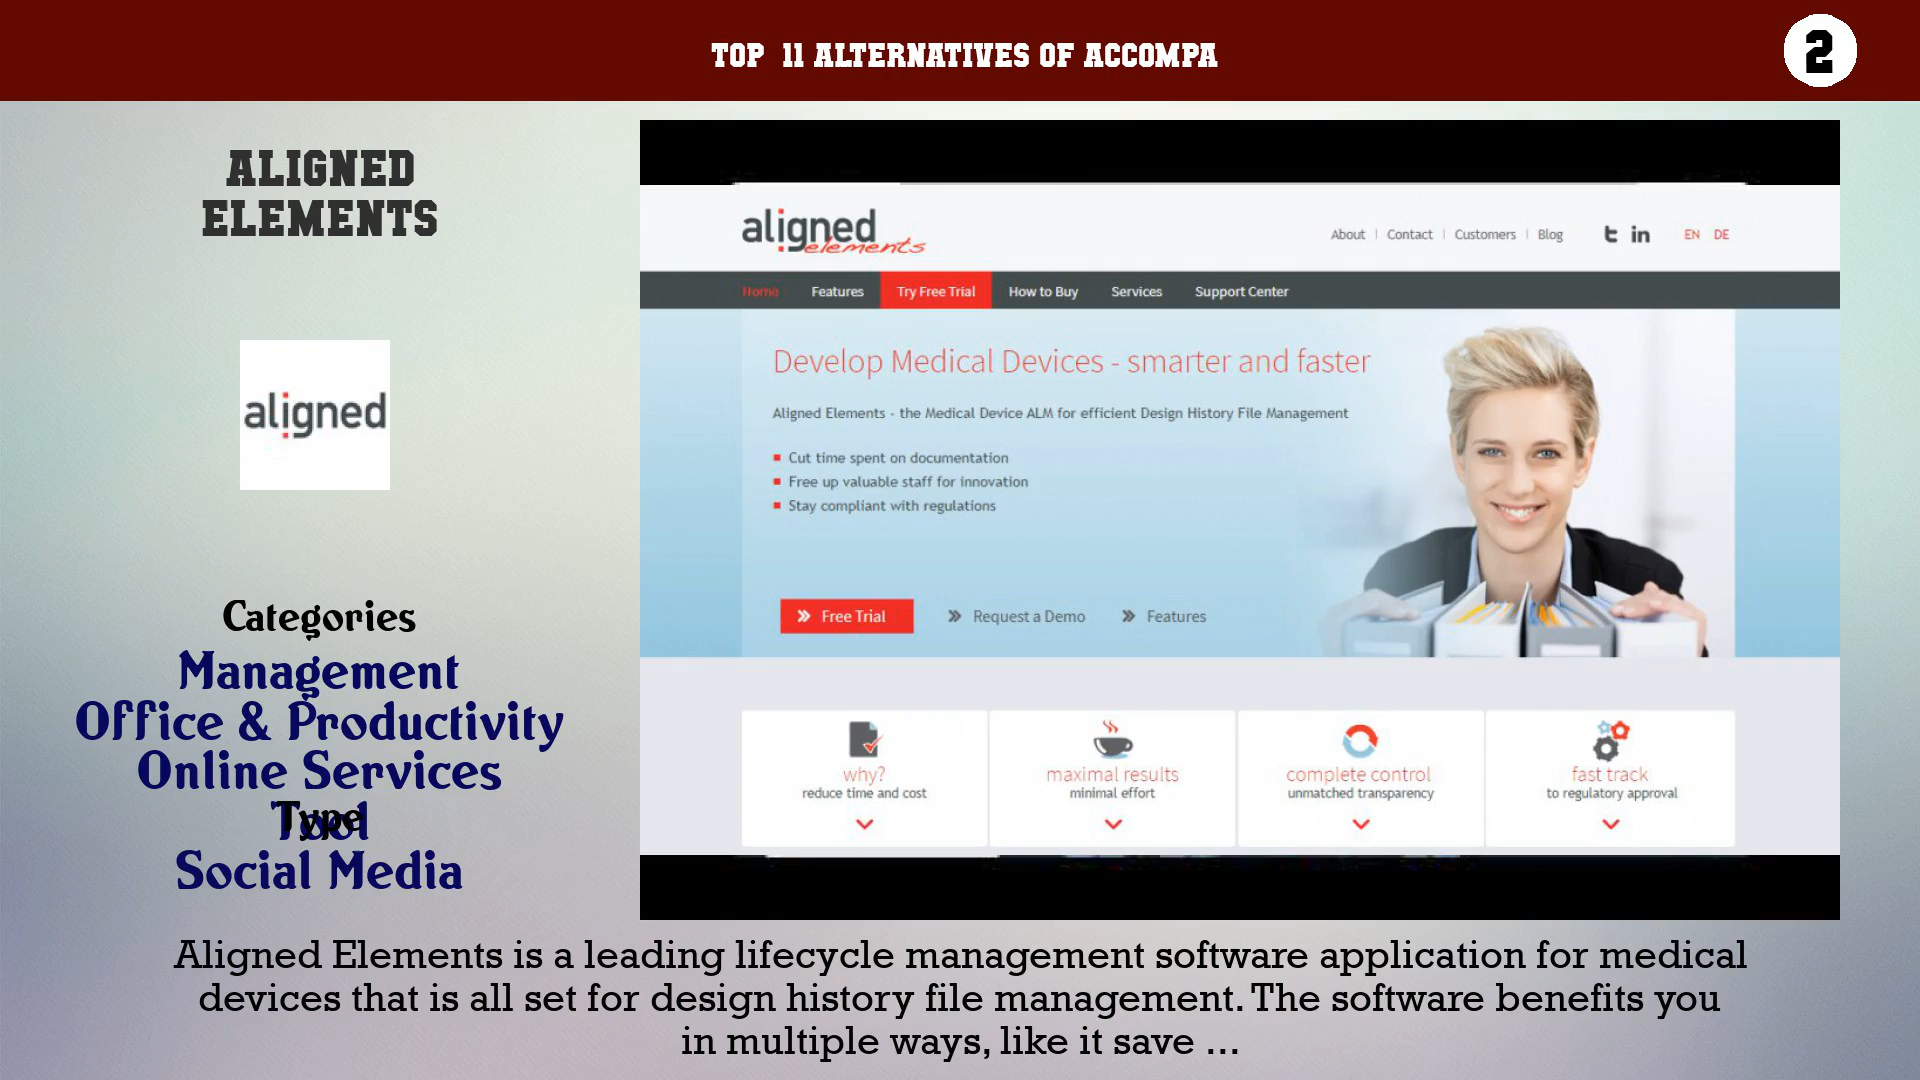 TOP 11 ALTERNATIVES OF ACCOMPA
2
ALIGNED
ELEMENTS
aligned
Categories
Management
Office & Productivity
Online Services
Tool
Type
Social Media
aligned
elements
About | Contact | Customers | Blog
EN DE
Home Features Try Free Trial How to Buy Services Support Center
Develop Medical Devices - smarter and faster
Aligned Elements - the Medical Device ALM for efficient Design History File Management
Cut time spent on documentation
Free up valuable staff for innovation
Stay compliant with regulations
Free Trial Request a Demo Features
why? maximal results complete control fast track
reduce time and cost minimal effort unmatched transparency to regulatory approval
Aligned Elements is a leading lifecycle management software application for medical
devices that is all set for design history file management. The software benefits you
in multiple ways, like it save ...